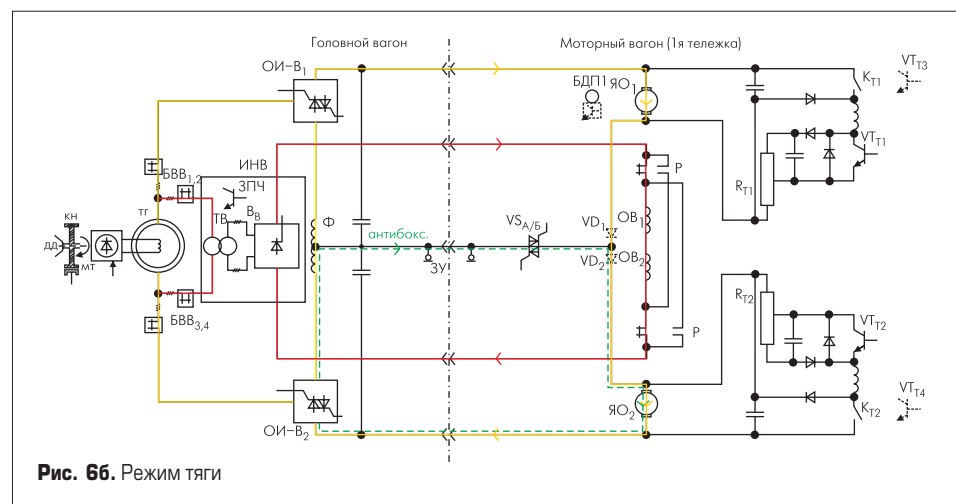 Головной вагон
Моторный вагон (1я тележка)
ОИ–В1
БДП1
ЯО1
КТ1
VTТ3
VTТ1
RТ1
БВВ1,2
ИНВ
ЗПЧ
ТВ
ВВ
Ф
Р
ОВ1
кн
тг
дд
мт
антибокс.
ЗУ
VSА/Б
VD1
VD2
ОВ2
БВВ3,4
Р
RТ2
VTТ2
КТ2
VTТ4
ЯО2
ОИ–В2
Рис. 6б. Режим тяги